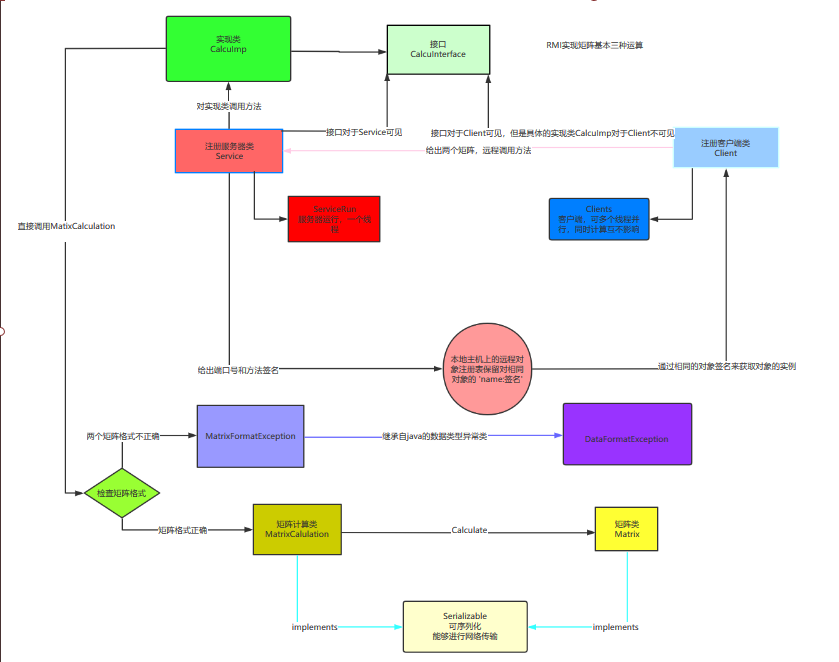 实现类
CalcuImp
接口
CalcuInterface
RMI实现矩阵基本三种运算
对实现类调用方法
接口对于Service可见
接口对于Client可见，但是具体的实现类CalcuImp对于Client不可见
注册服务器类
Service
给出两个矩阵，远程调用方法
注册客户端类
Client
直接调用MatixCalculation
ServiceRun
服务器运行，一个线
程
Clients
客户端，可多个线程并
行，同时计算互不影响
给出端口号和方法签名
本地主机上的远程对
象注册表保留对相同
对象的 'name:签名'
通过相同的对象签名来获取对象的实例
两个矩阵格式不正确
MatrixFormatException
继承自java的数据类型异常类
DataFormatException
检查矩阵格式
矩阵格式正确
矩阵计算类
MatrixCalulation
Calculate
矩阵类
Matrix
implements
Serializable
可序列化
能够进行网络传输
implements